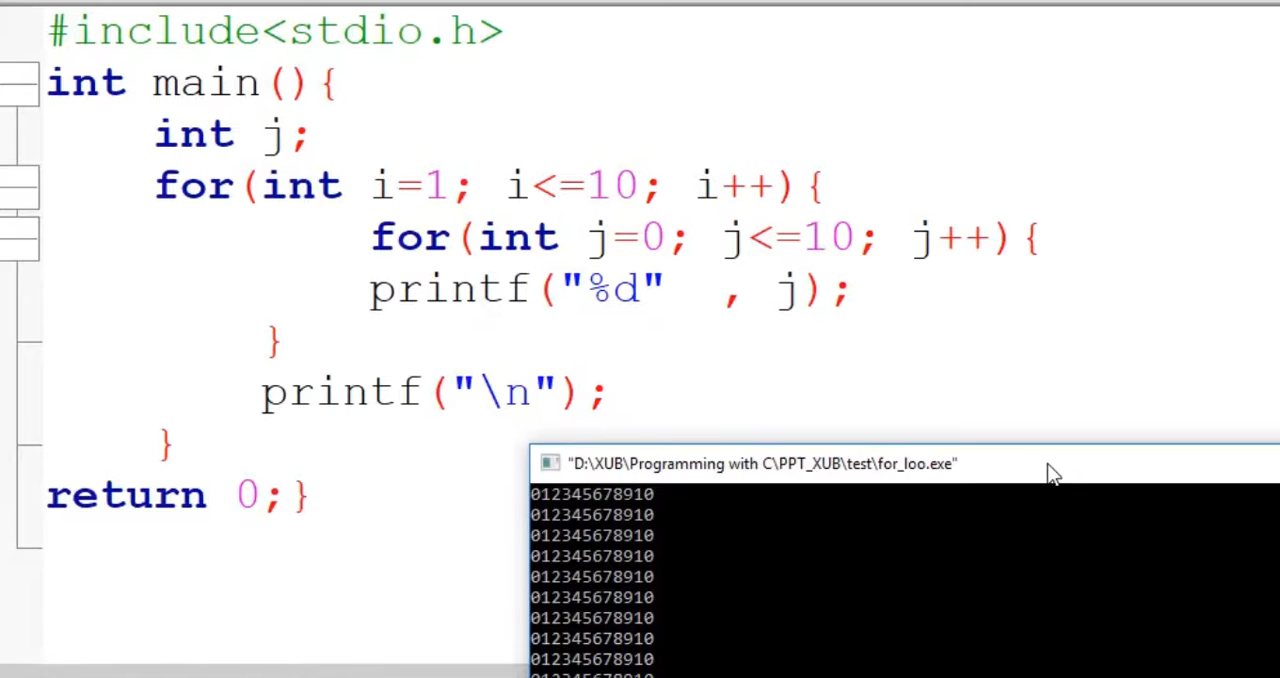 #include<stdio.h>
int main(){
int j;
for(int i=1; i<=10; i++){
for(int j=0; j<=10; j++){
printf("%d" , j);
}
printf("\n");
}
return 0;}
"D:\XUB\Programming with C\PPT_XUB\test\for_loo.exe"
012345678910
012345678910
012345678910
012345678910
012345678910
012345678910
012345678910
012345678910
012345678910